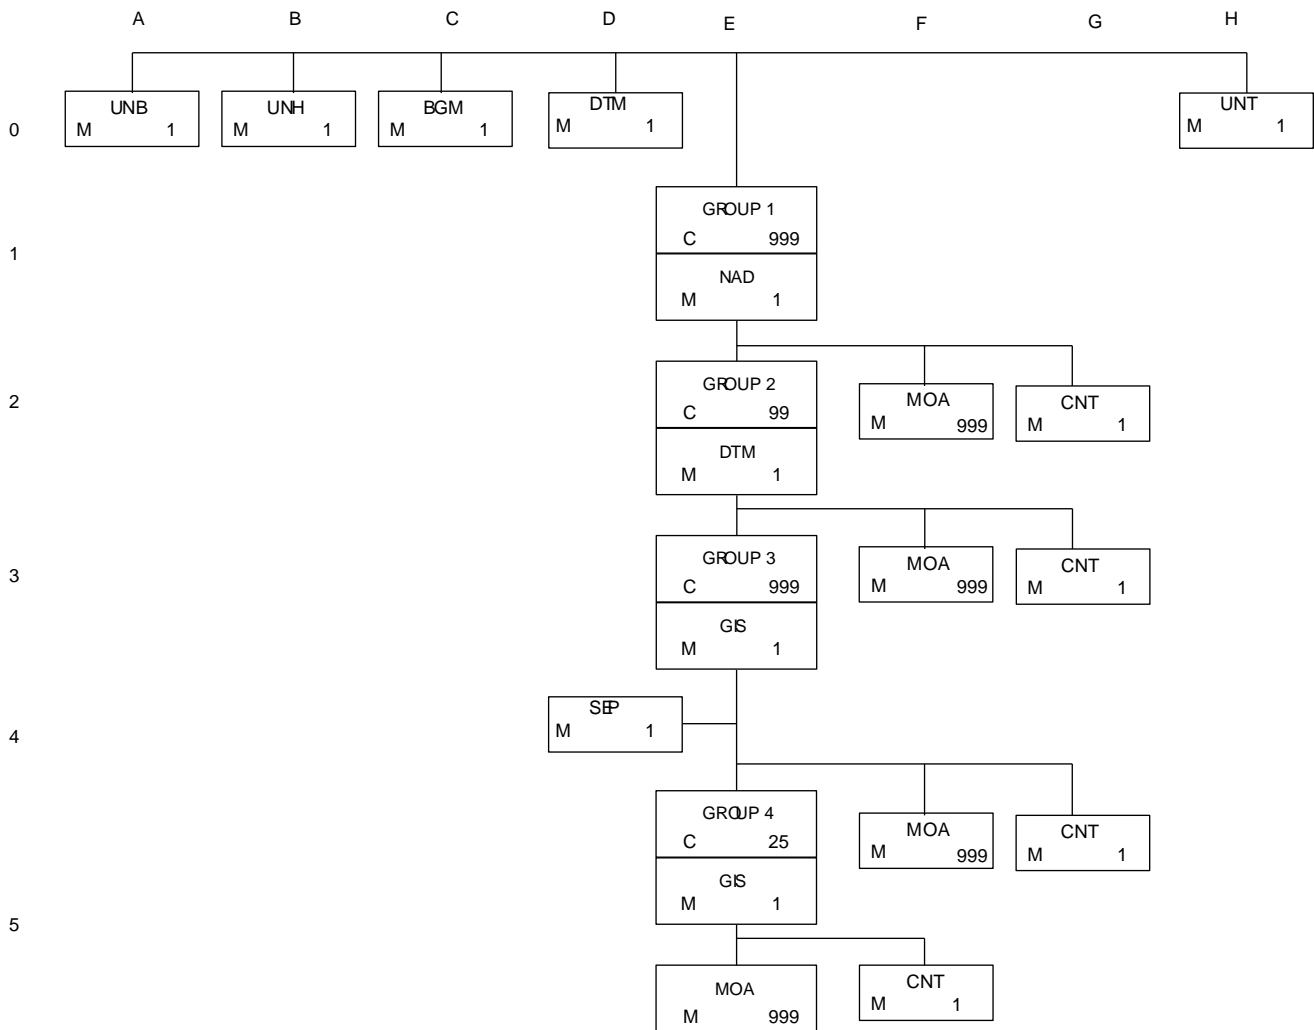 A B C D E F G H
UNB UNH BGM DTM UNT
0 M 1 M 1 M 1 M 1 M 1
GROUP 1
C 999
1
NAD
M 1
GROUP 2 MOA CNT
2 C 99 M 999 M 1
DTM
M 1
GROUP 3 MOA CNT
3 C 999 M 999 M 1
GIS
M 1
SEP
4 M 1
GROUP 4 MOA CNT
C 25 M 999 M 1
GIS
M 1
5
MOA CNT
M 999 M 1